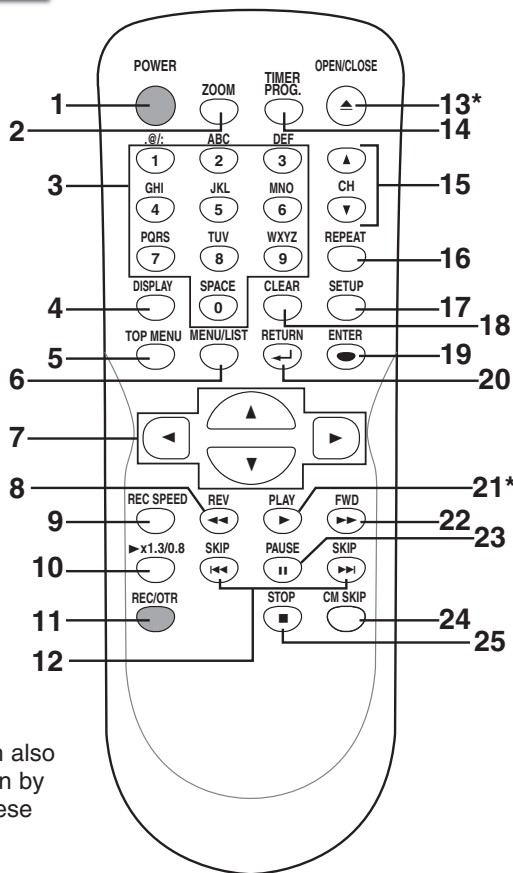 POWER OPEN/CLOSE
ZOOM TIMER PROG.
1 13*
2 14
.@/: ABC DEF
1 2 3
3 15
GHI JKL MNO CH
4 5 6
PQRS TUV WXYZ REPEAT
7 8 9
16
DISPLAY SPACE CLEAR SETUP
4 0 17
18
TOP MENU MENU/LIST RETURN ENTER
5 19
6 20
7
8 21*
REC SPEED REV PLAY FWD
9 22
23
►x1.3/0.8 SKIP PAUSE SKIP
10
REC/OTR STOP CM SKIP
11 24
12 25
also
n by
ese